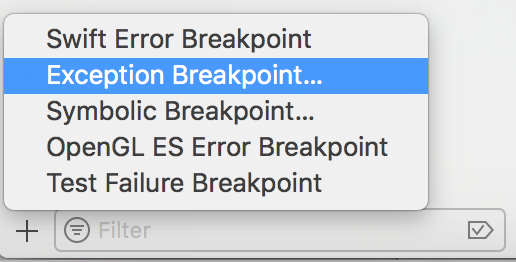 Swift Error Breakpoint
Exception Breakpoint...
Symbolic Breakpoint...
OpenGL ES Error Breakpoint
Test Failure Breakpoint
Filter